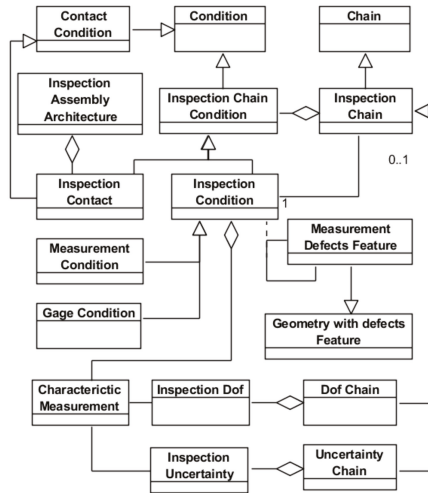 Contact
Condition
Condition
Chain
Inspection
Assembly
Architecture
Inspection Chain
Condition
Inspection
Chain
0..1
Inspection
Contact
Inspection
Condition
1
Measurement
Defects Feature
Measurement
Condition
Gage Condition
Geometry with defects
Feature
Charecterictic
Measurement
Inspection Dof
Dof Chain
Inspection
Uncertainty
Uncertainty
Chain